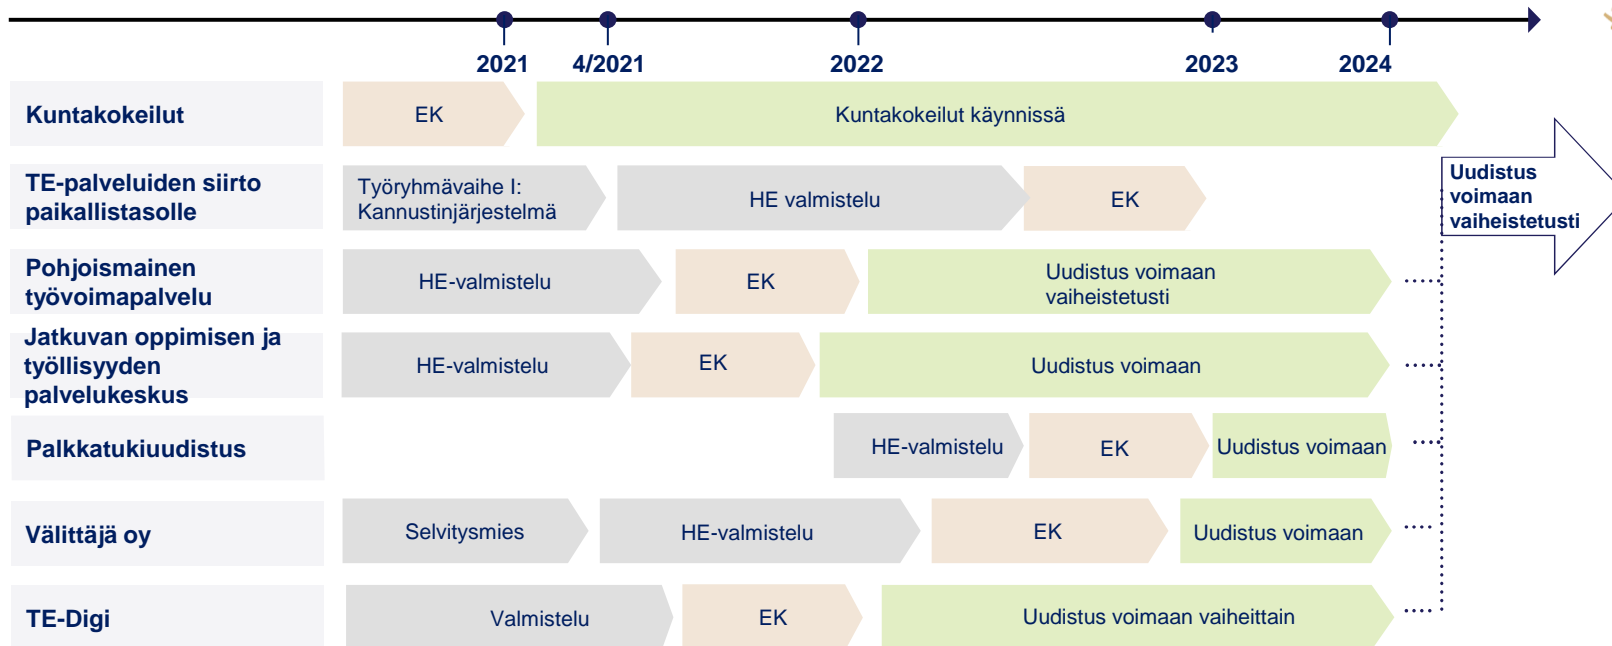 2021
4/2021
2022
2023
2024
Kuntakokeilut
EK
Kuntakokeilut käynnissä
TE-palveluiden siirto
paikallistasolle
Työryhmävaihe I:
Kannustinjärjestelmä
HE valmistelu
EK
Uudistus
voimaan
vaiheistetusti
Pohjoismainen
työvoimapalvelu
HE-valmistelu
EK
Uudistus voimaan
vaiheistetusti
Jatkuvan oppimisen ja
työllisyyden
palvelukeskus
HE-valmistelu
EK
Uudistus voimaan
Palkkatukiuudistus
HE-valmistelu
EK
Uudistus voimaan
Välittäjä oy
Selvitysmies
HE-valmistelu
EK
Uudistus voimaan
TE-Digi
Valmistelu
EK
Uudistus voimaan vaiheittain